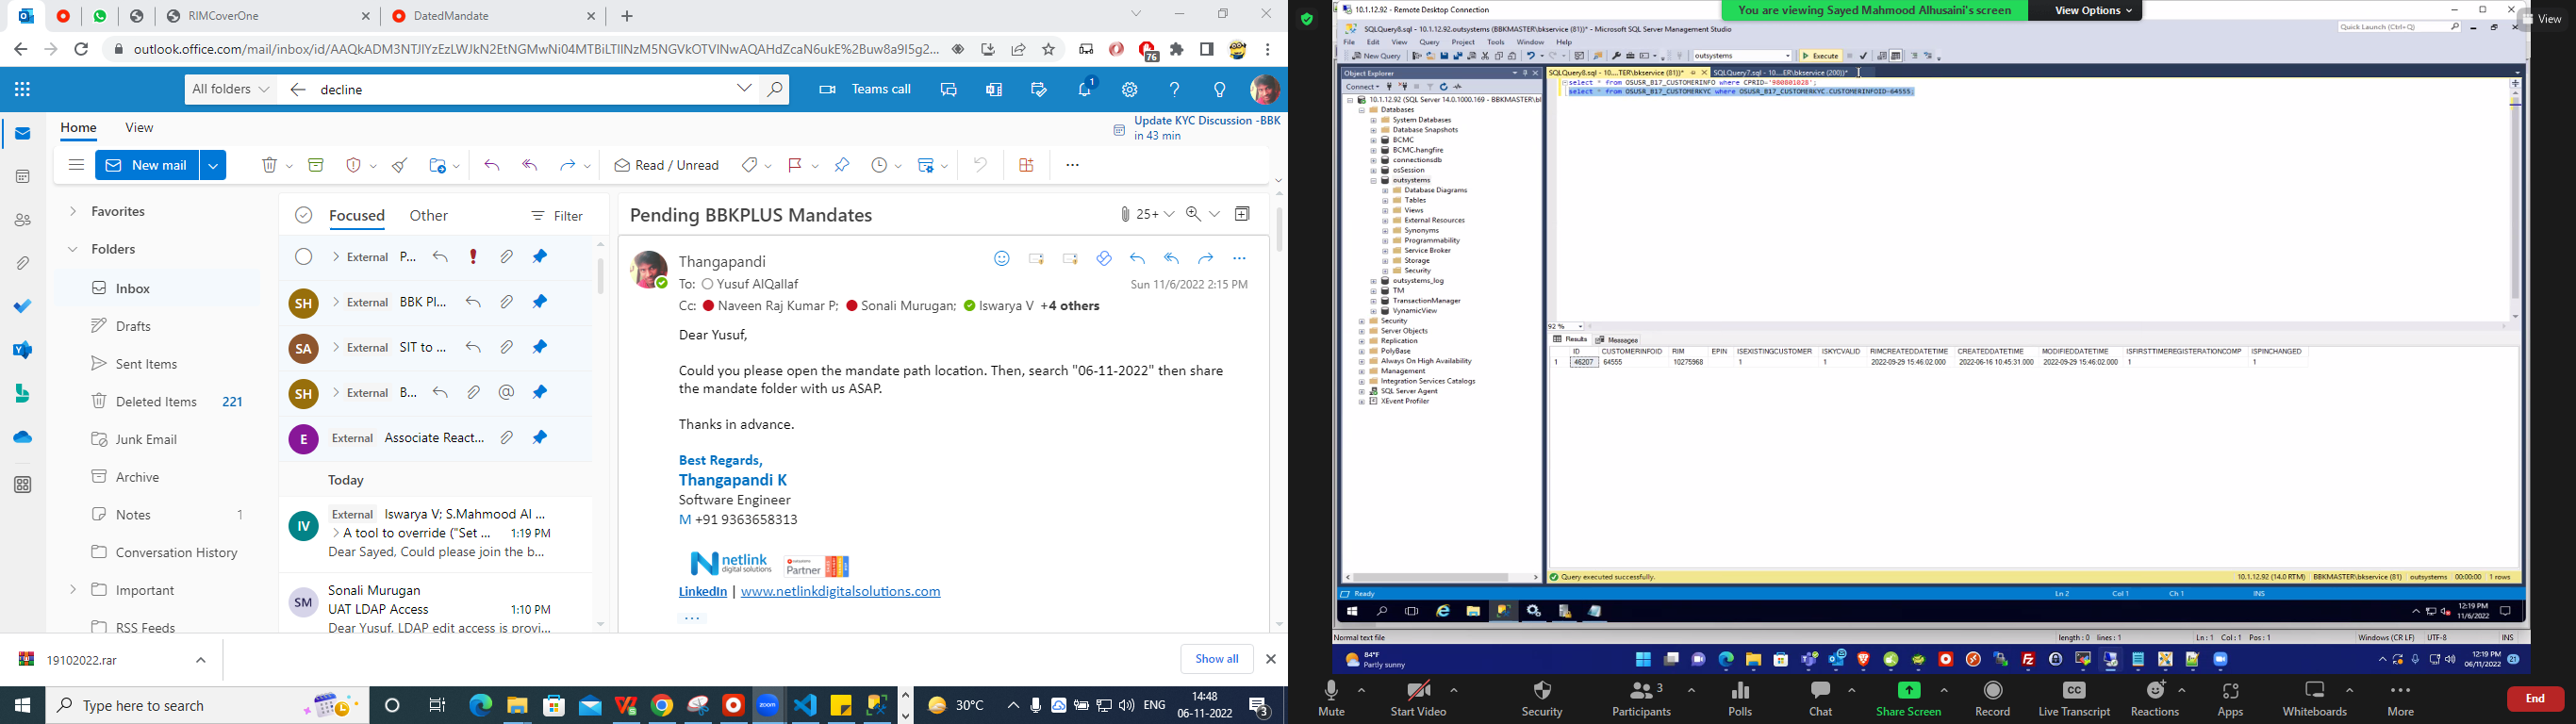 RIMCoverOne
DatedMandate
outlook.office.com/mail/inbox/id/AAQkADM3NTJlYzEzLWJkN2EtNGMwNi04MTBiLTllNzM5NGVkOTVlNwAQAHdZcaN6ukE%2Buw8a9I5g2...
76
All folders
decline
Teams call
1
Home
View
Update KYC Discussion -BBK
in 43 min
New mail
Read / Unread
Favorites
Folders
Inbox
Drafts
Sent Items
Deleted Items 221
Junk Email
Archive
Notes 1
Conversation History
Important
RSS Feeds
Focused
Other
Filter
External P...
SH External BBK Pl...
SA External SIT to ...
SH External B...
E External Associate React...
Today
IV External Iswarya V; S.Mahmood Al ...
A tool to override ("Set ... 1:19 PM
Dear Sayed, Could please join the b...
SM Sonali Murugan
UAT LDAP Access 1:10 PM
Dear Yusuf, LDAP edit access is provi...
Pending BBKPLUS Mandates
25+
Thangapandi
To: Yusuf AlQallaf
Sun 11/6/2022 2:15 PM
Cc: Naveen Raj Kumar P; Sonali Murugan; Iswarya V +4 others
Dear Yusuf,
Could you please open the mandate path location. Then, search "06-11-2022" then share
the mandate folder with us ASAP.
Thanks in advance.
Best Regards,
Thangapandi K
Software Engineer
M +91 9363658313
netlink
digital solutions
Partner
LinkedIn | www.netlinkdigitalsolutions.com
19102022.rar
Show all
Type here to search
zoom
30°C
ENG
14:48
06-11-2022
3
10.1.12.92 - Remote Desktop Connection
You are viewing Sayed Mahmood Alhusaini's screen
View Options
View
SQLQuery8.sql - 10.1.12.92.outsystems (BBKMASTER\bkservice (81))* - Microsoft SQL Server Management Studio
Quick Launch (Ctrl+Q)
File Edit View Query Project Tools Window Help
New Query
outsystems
Execute
Object Explorer
SQLQuery8.sql - 10....TER\bkservice (81))*
SQLQuery7.sql - 10....ER\bkservice (200))*
Connect
select * from OSUSR_B17_CUSTOMERINFO where CPRID='980801028';
select * from OSUSR_B17_CUSTOMERKYC where OSUSR_B17_CUSTOMERKYC.CUSTOMERINFOID=64555;
10.1.12.92 (SQL Server 14.0.1000.169 - BBKMASTER\bl
Databases
System Databases
Database Snapshots
BCMC
BCMC.hangfire
connectionsdb
osSession
outsystems
Database Diagrams
Tables
Views
External Resources
Synonyms
Programmability
Service Broker
Storage
Security
outsystems_log
TM
TransactionManager
VynamicView
Security
Server Objects
Replication
PolyBase
Always On High Availability
Management
Integration Services Catalogs
SQL Server Agent
XEvent Profiler
92 %
Results
Messages
ID CUSTOMERINFOID RIM EPIN ISEXISTINGCUSTOMER ISKYCVALID RIMCREATEDDATETIME CREATEDDATETIME MODIFIEDDATETIME ISFIRSTTIMEREGISTERATIONCOMP ISPINCHANGED
1 46207 64555 10275968 1 1 2022-09-29 15:46:02.000 2022-06-16 10:45:31.000 2022-09-29 15:46:02.000 1 1
Query executed successfully.
10.1.12.92 (14.0 RTM) BBKMASTER\bkservice (81) outsystems 00:00:00 1 rows
Ready
Ln 2 Col 1 Ch 1 INS
12:19 PM
11/6/2022
Normal text file
length : 0 lines : 1
Ln : 1 Col : 1 Pos : 1
Windows (CR LF) UTF-8 INS
84°F
Partly sunny
12:19 PM
06/11/2022
Mute
Start Video
Security
Participants 3
Polls
Chat
Share Screen
Record
CC
Live Transcript
Reactions
Apps
Whiteboards
More
End